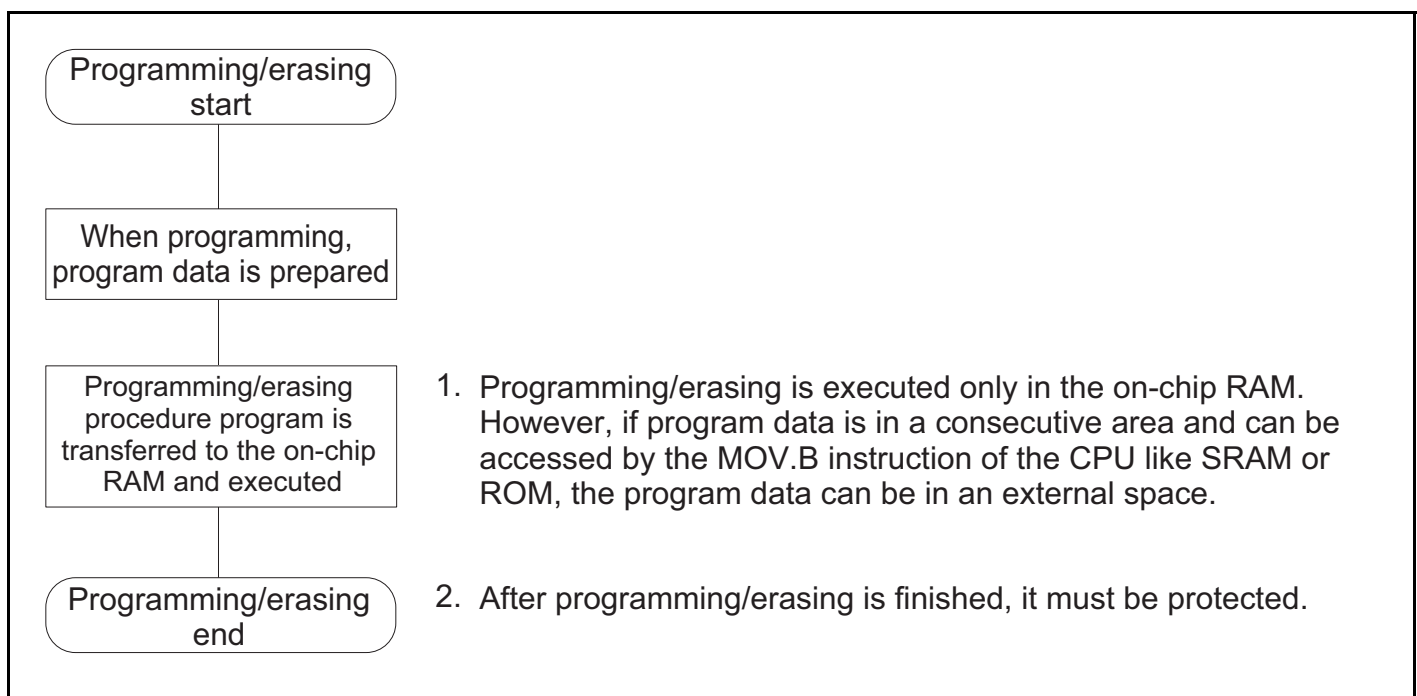 Programming/erasing
start
When programming,
program data is prepared
Programming/erasing
procedure program is
transferred to the on-chip
RAM and executed
1. Programming/erasing is executed only in the on-chip RAM.
However, if program data is in a consecutive area and can be
accessed by the MOV.B instruction of the CPU like SRAM or
ROM, the program data can be in an external space.
Programming/erasing
end
2. After programming/erasing is finished, it must be protected.